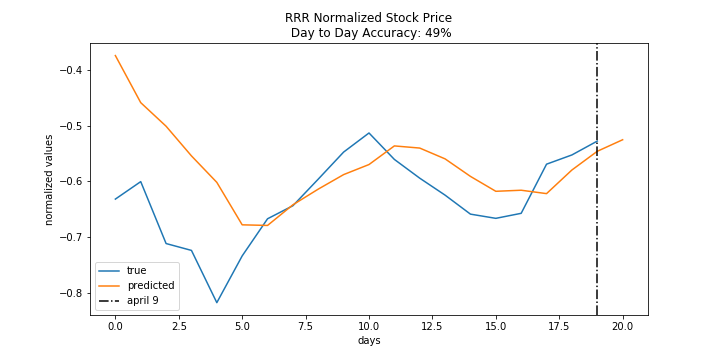 RRR Normalized Stock Price
Day to Day Accuracy: 49%
normalized values
−0.4
−0.5
−0.6
−0.7
−0.8
true
predicted
april 9
0.0 2.5 5.0 7.5 10.0 12.5 15.0 17.5 20.0
days